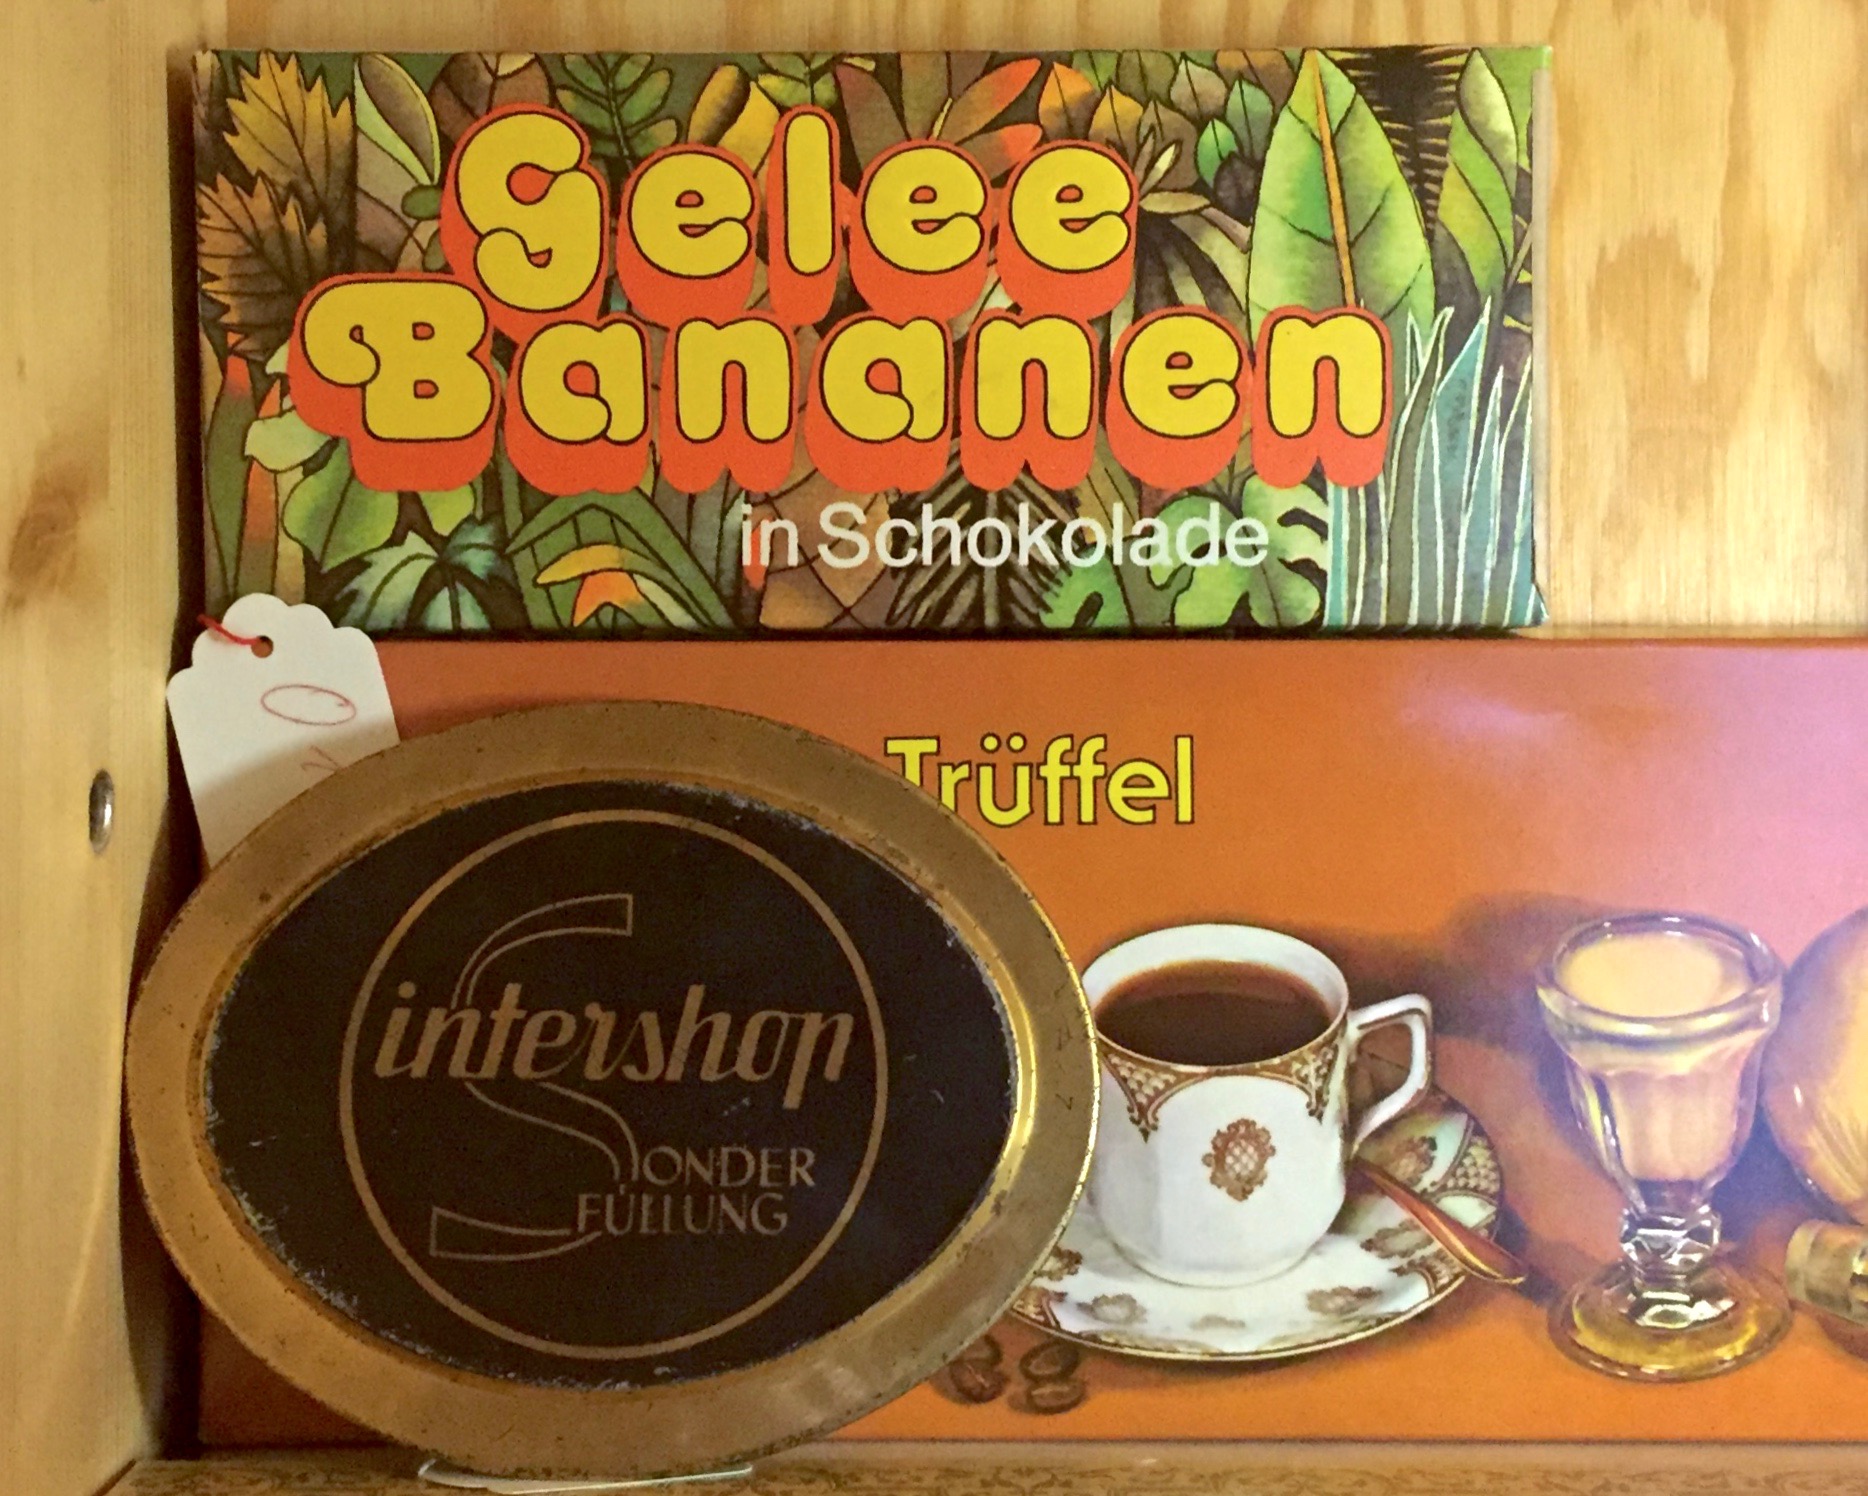 Gelee
Bananen
in Schokolade
Trüffel
intershop
SONDER
FÜLLUNG